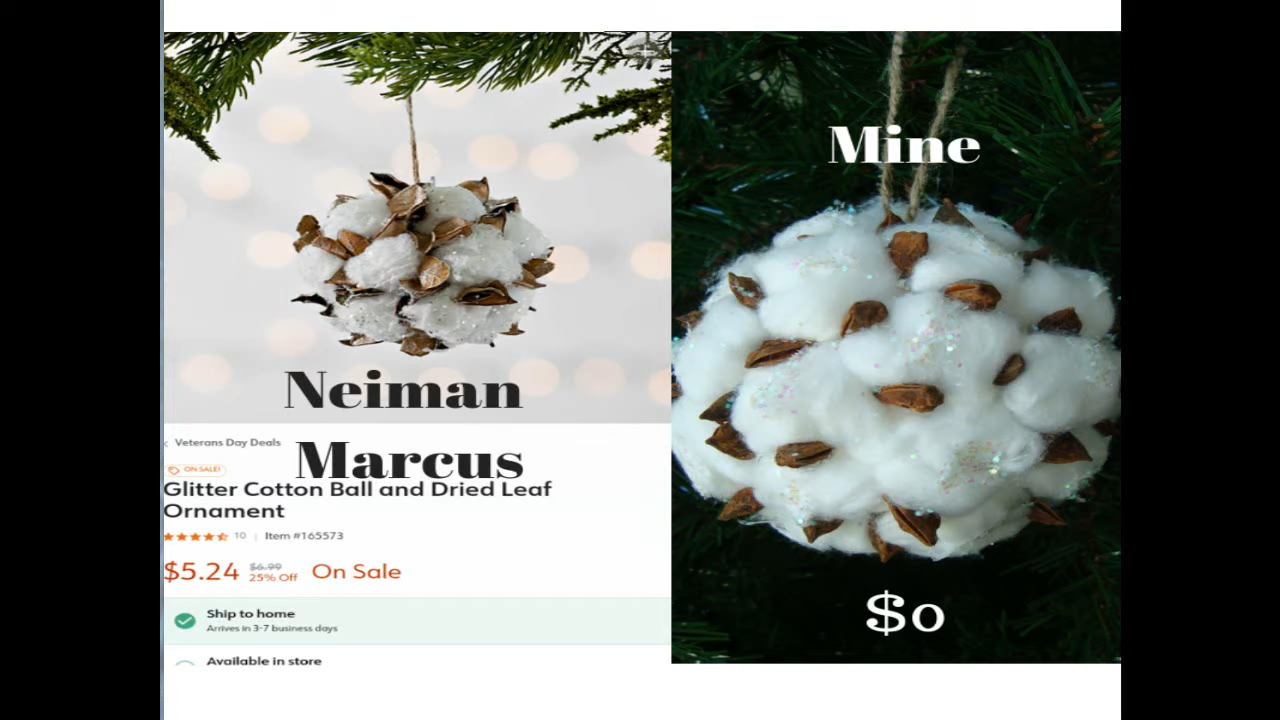 Neiman
Marcus
‹ Veterans Day Deals
ON SALE!
Glitter Cotton Ball and Dried Leaf
Ornament
10 | Item #165573
$5.24 $6.99 25% Off On Sale
Ship to home
Arrives in 3-7 business days
Available in store
Mine
$0